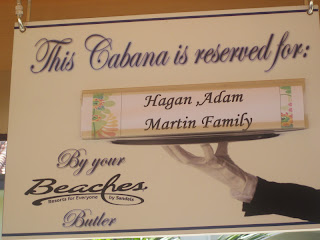 This Cabana is reserved for:
Hagan ,Adam
Martin Family
By your
Beaches
Resorts for Everyone by Sandals
Butler